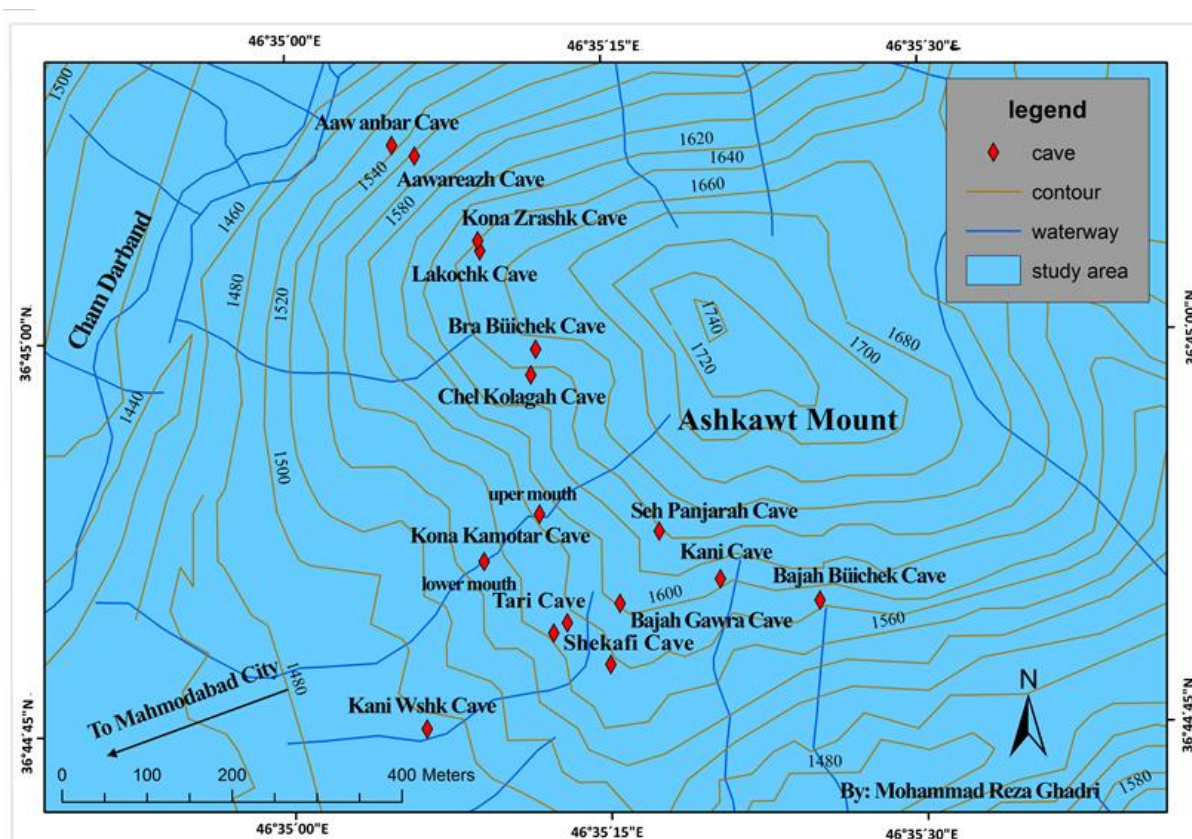 46°35´00"E
46°35´15"E
46°35´30"E
1500
Aaw anbar Cave
1540
Aawareazh Cave
1620
1640
1660
legend
cave
contour
waterway
study area
1460
1580
Kona Zrashk Cave
Lakochk Cave
Cham Darband
1480
1520
36°45´00"N
Bra Büichek Cave
Chel Kolagah Cave
1740
1720
1680
1700
36°45´00"N
1440
Ashkawt Mount
1500
uper mouth
Kona Kamotar Cave
lower mouth
Seh Panjarah Cave
Kani Cave
Bajah Büichek Cave
Tari Cave
1600
Bajah Gawra Cave
1560
Shekafi Cave
1480
To Mahmodabad City
Kani Wshk Cave
N
36°44´45"N
36°44´45"N
0 100 200 400 Meters
1480
1580
By: Mohammad Reza Ghadri
46°35´00"E
46°35´15"E
46°35´30"E